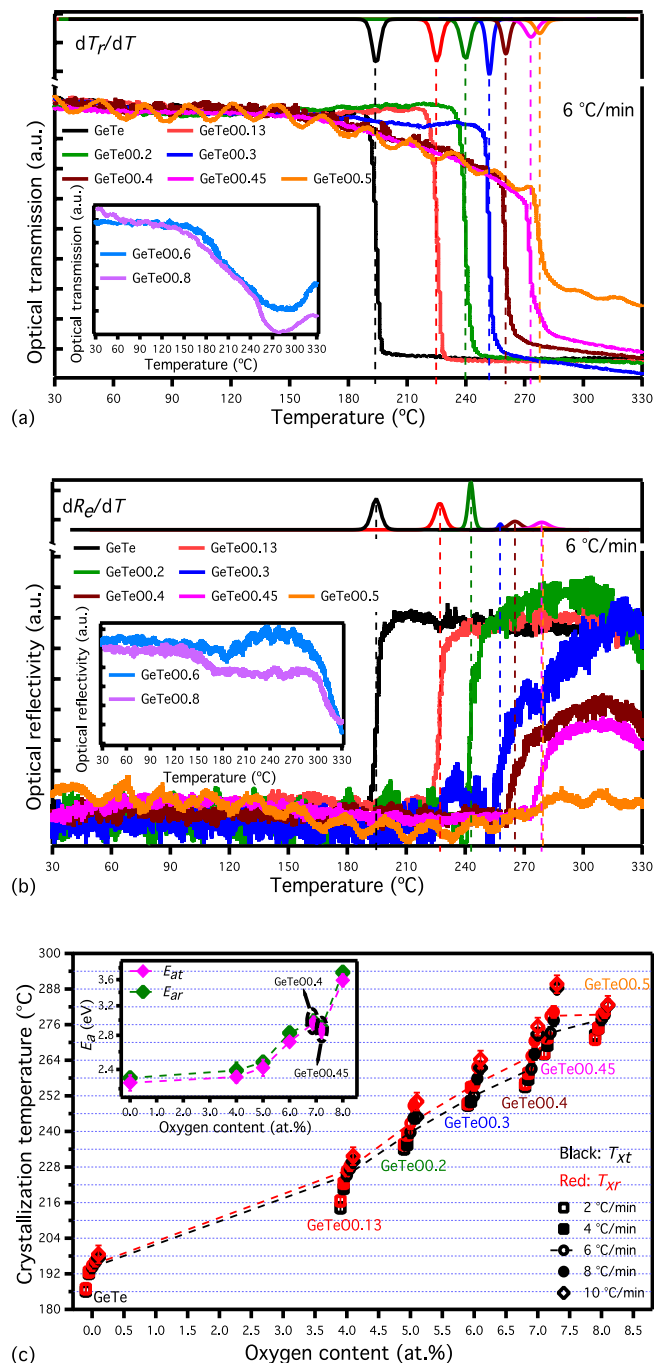 dTr/dT
6 °C/min
GeTe GeTeO0.13
GeTeO0.2 GeTeO0.3
GeTeO0.4 GeTeO0.45 GeTeO0.5
Optical transmission (a.u.)
Optical transmission (a.u.)
GeTeO0.6
GeTeO0.8
30 60 90 120 150 180 210 240 270 300 330
Temperature (ºC)
30 60 90 120 150 180 210 240 270 300 330
Temperature (ºC)
(a)
dRe/dT
6 °C/min
GeTe GeTeO0.13
GeTeO0.2 GeTeO0.3
GeTeO0.4 GeTeO0.45 GeTeO0.5
Optical reflectivity (a.u.)
Optical reflectivity (a.u.)
GeTeO0.6
GeTeO0.8
30 60 90 120 150 180 210 240 270 300 330
Temperature (ºC)
30 60 90 120 150 180 210 240 270 300 330
Temperature (ºC)
(b)
Crystallization temperature (°C)
300
288
276
264
252
240
228
216
204
192
180
Ea (eV)
3.6
3.2
2.8
2.4
Eat
Ear
GeTeO0.4
GeTeO0.45
0.0 1.0 2.0 3.0 4.0 5.0 6.0 7.0 8.0
Oxygen content (at.%)
GeTeO0.5
GeTeO0.45
GeTeO0.4
GeTeO0.3
GeTeO0.2
GeTeO0.13
GeTe
Black: Txt
Red: Txr
2 °C/min
4 °C/min
6 °C/min
8 °C/min
10 °C/min
0.0 0.5 1.0 1.5 2.0 2.5 3.0 3.5 4.0 4.5 5.0 5.5 6.0 6.5 7.0 7.5 8.0 8.5
Oxygen content (at.%)
(c)